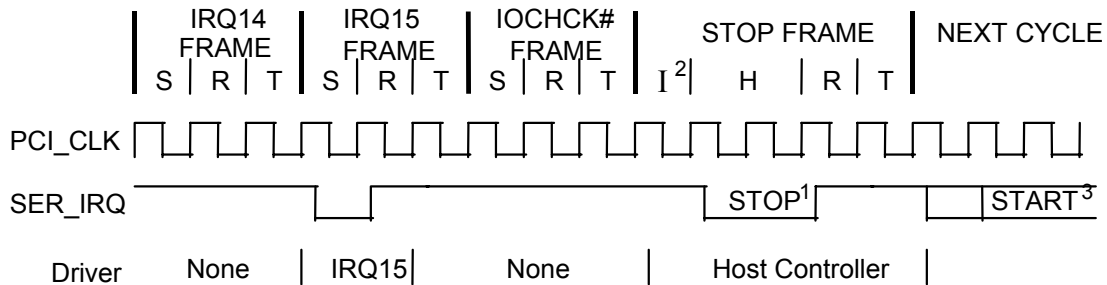 IRQ14 FRAME
IRQ15 FRAME
IOCHCK# FRAME
STOP FRAME
NEXT CYCLE
S R T S R T S R T I² H R T
PCI_CLK
SER_IRQ STOP¹ START³
Driver None IRQ15 None Host Controller